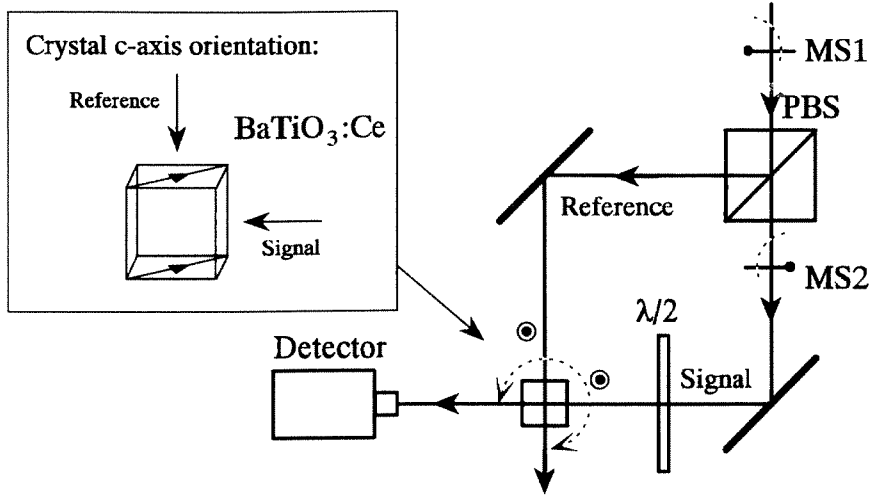 Crystal c-axis orientation:
Reference
BaTiO₃:Ce
Signal
MS1
PBS
Reference
MS2
λ/2
Detector
Signal